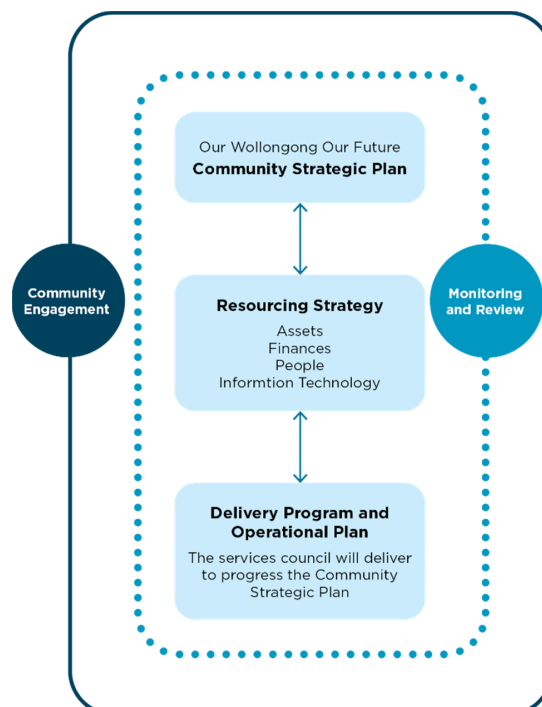 Our Wollongong Our Future
Community Strategic Plan
Community
Engagement
Resourcing Strategy
Assets
Finances
People
Informtion Technology
Monitoring
and Review
Delivery Program and
Operational Plan
The services council will deliver
to progress the Community
Strategic Plan